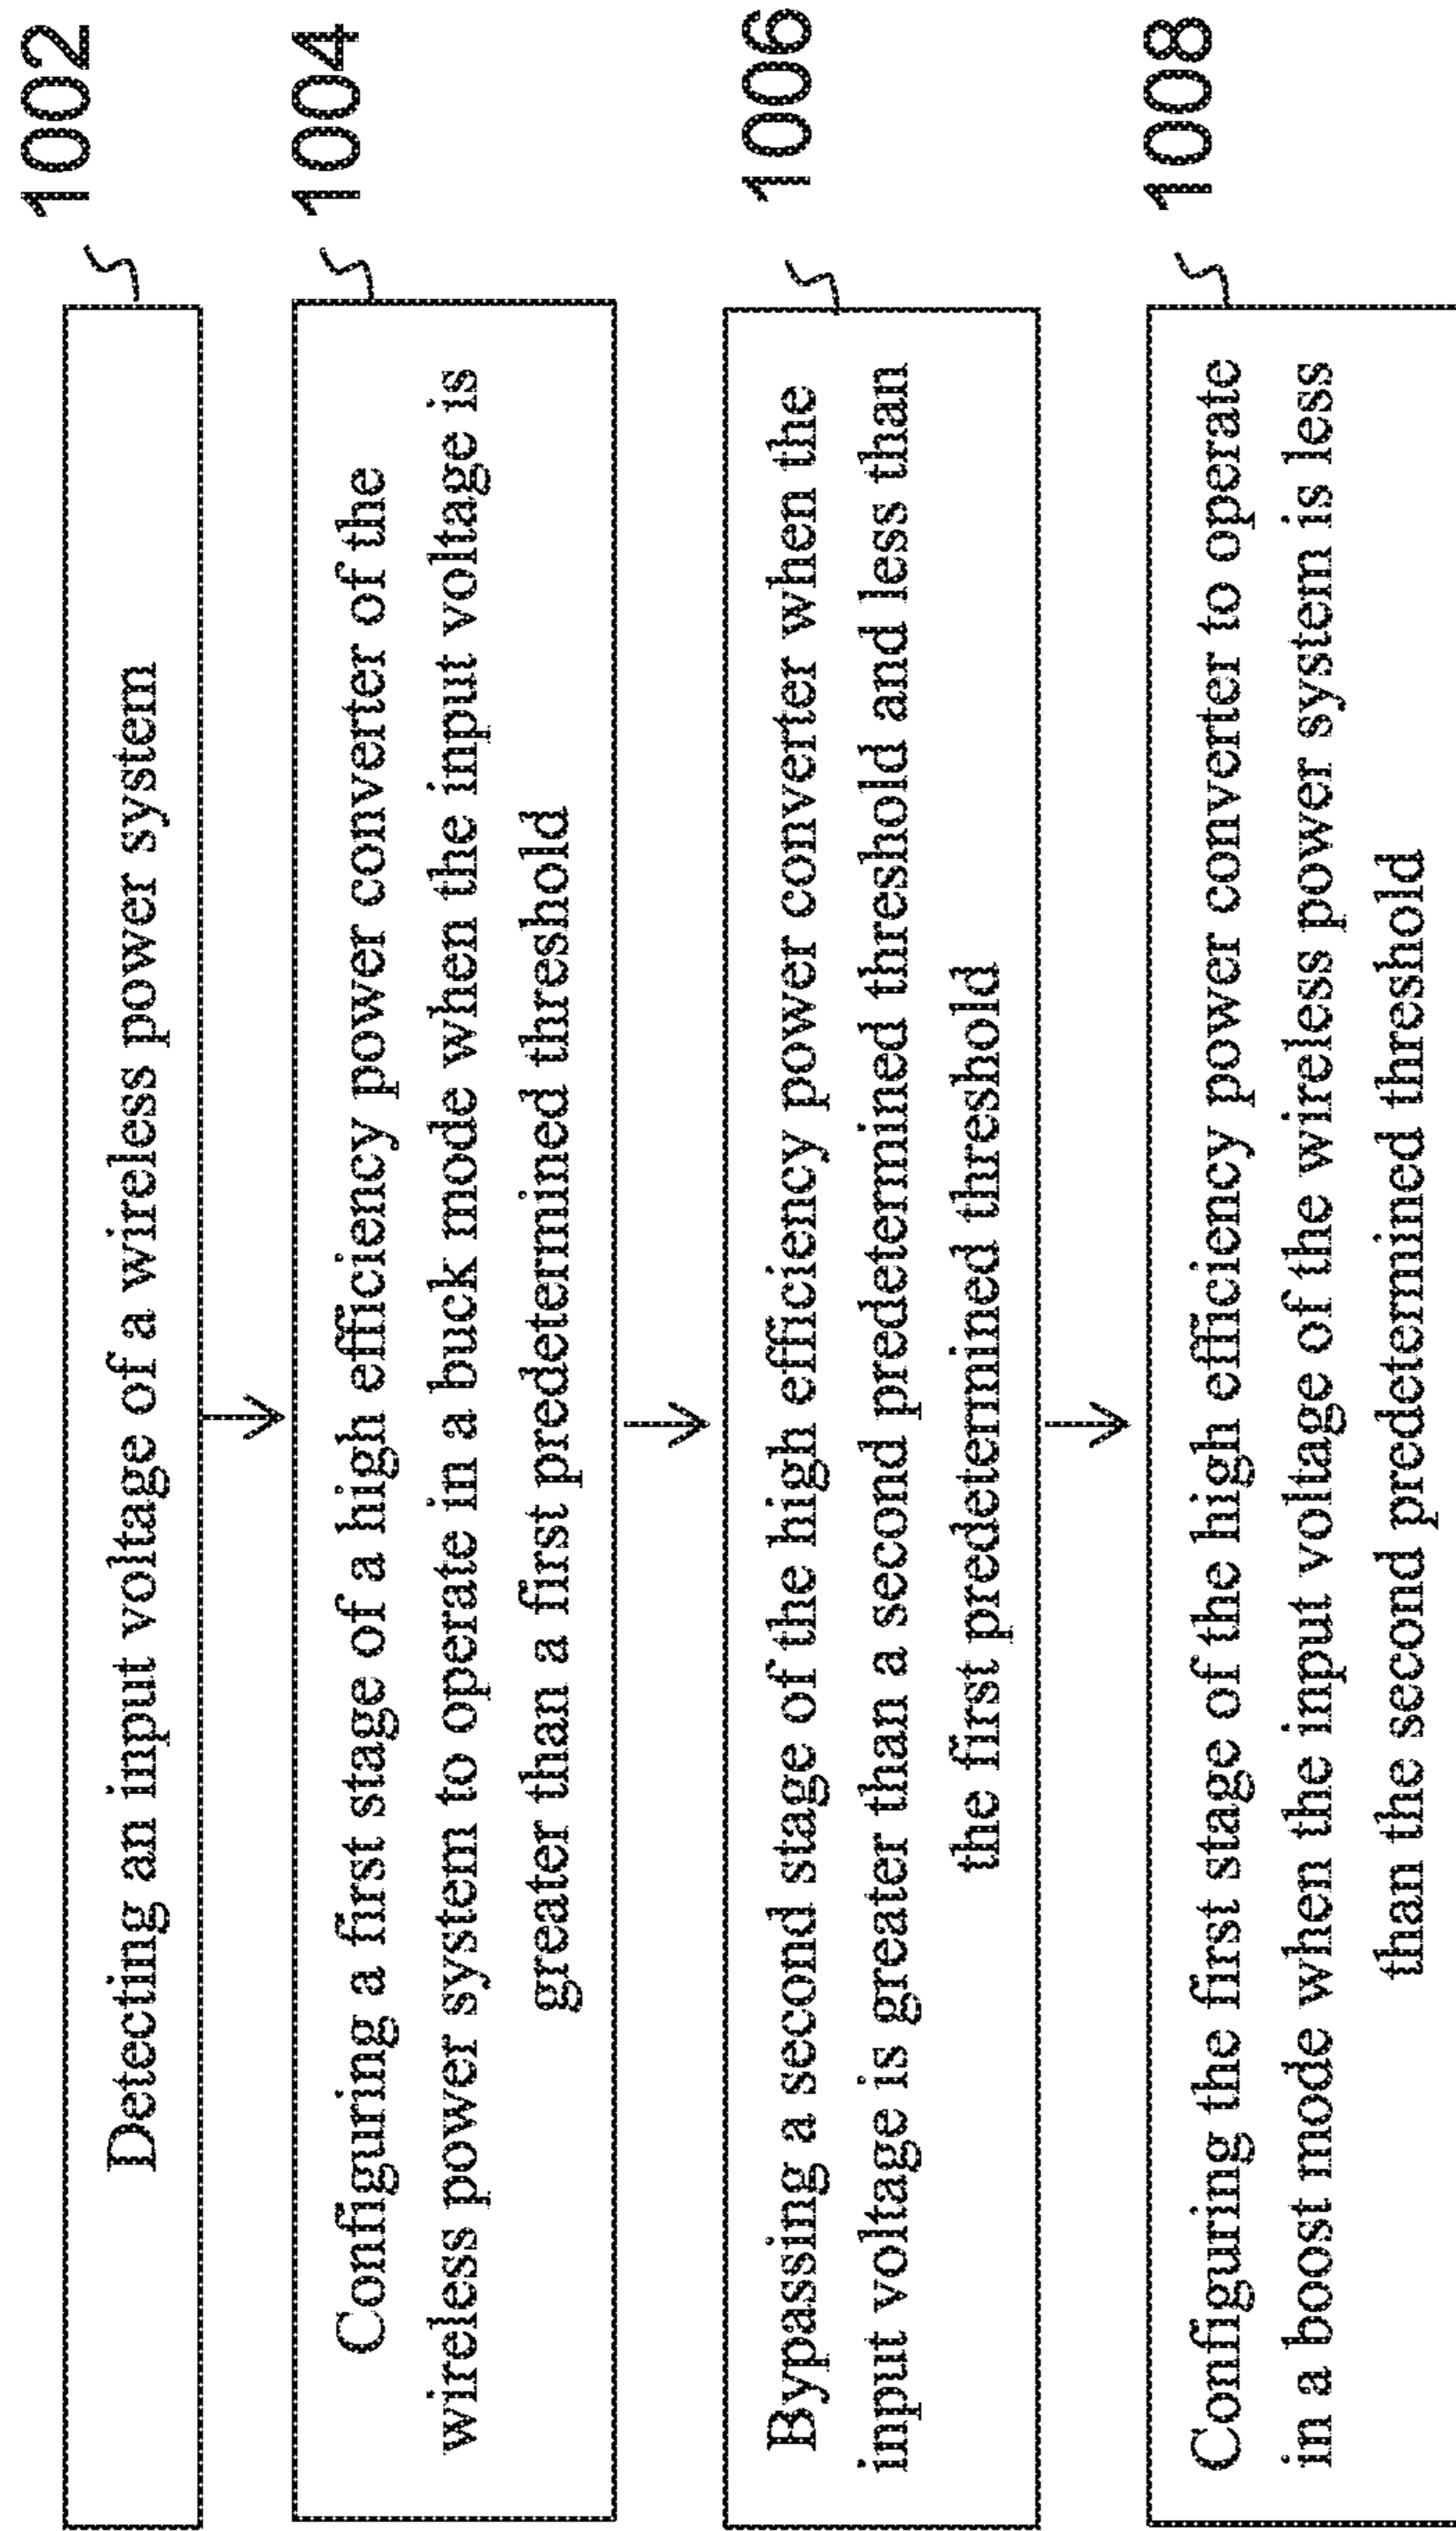 1002
Detecting an input voltage of a wireless power system
1004
Configuring a first stage of a high efficiency power converter of the
wireless power system to operate in a buck mode when the input voltage is
greater than a first predetermined threshold
1006
Bypassing a second stage of the high efficiency power converter when the
input voltage is greater than a second predetermined threshold and less than
the first predetermined threshold
1008
Configuring the first stage of the high efficiency power converter to operate
in a boost mode when the input voltage of the wireless power system is less
than the second predetermined threshold